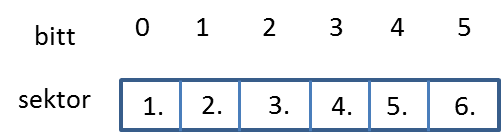 bitt 0 1 2 3 4 5
sektor 1. 2. 3. 4. 5. 6.